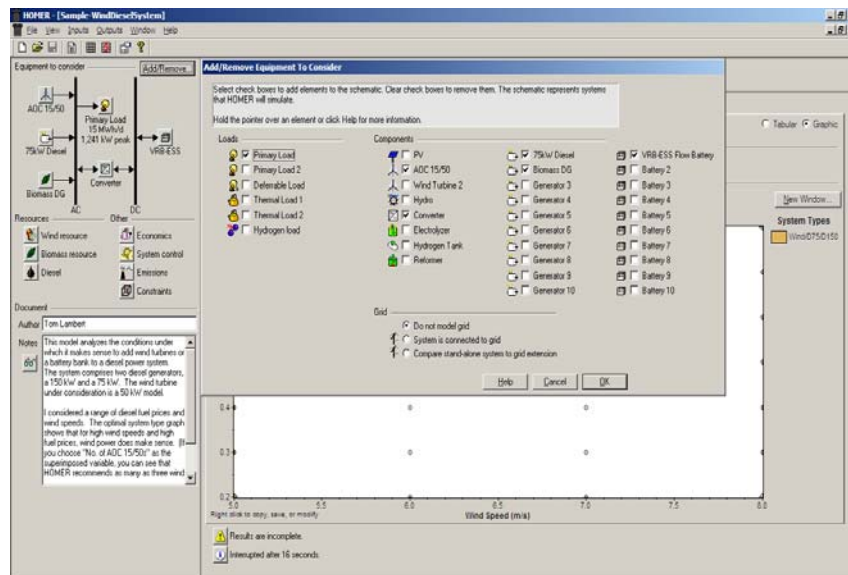 HOMER - [Sample-WindDieselSystem]
File View Inputs Outputs Window Help
Equipment to consider
Add/Remove...
AOC 15/50
Primary Load
15 MWh/d
1,241 kW peak
75kW Diesel
VRB-ESS
Converter
Biomass DG
AC
DC
Resources
Other
Wind resource
Economics
Biomass resource
System control
Diesel
Emissions
Constraints
Document
Author
Tom Lambert
Notes
This model analyzes the conditions under
which it makes sense to add wind turbines or
a battery bank to a diesel power system.
The system comprises two diesel generators,
a 150 kW and a 75 kW. The wind turbine
under consideration is a 50 kW model.
I considered a range of diesel fuel prices and
wind speeds. The optimal system type graph
shows that for high wind speeds and high
fuel prices, wind power does make sense. (If
you choose "No. of AOC 15/50s" as the
superimposed variable, you can see that
HOMER recommends as many as three wind
Add/Remove Equipment To Consider
Select check boxes to add elements to the schematic. Clear check boxes to remove them. The schematic represents systems
that HOMER will simulate.
Hold the pointer over an element or click Help for more information.
Loads
Primary Load
Primary Load 2
Deferrable Load
Thermal Load 1
Thermal Load 2
Hydrogen load
Components
PV
AOC 15/50
Wind Turbine 2
Hydro
Converter
Electrolyzer
Hydrogen Tank
Reformer
75kW Diesel
Biomass DG
Generator 3
Generator 4
Generator 5
Generator 6
Generator 7
Generator 8
Generator 9
Generator 10
VRB-ESS Flow Battery
Battery 2
Battery 3
Battery 4
Battery 5
Battery 6
Battery 7
Battery 8
Battery 9
Battery 10
Grid
Do not model grid
System is connected to grid
Compare stand-alone system to grid extension
Help
Cancel
OK
Tabular
Graphic
New Window...
System Types
Wind/D75/D150
0.4
0.3
0.2
5.0
5.5
6.0
6.5
7.0
7.5
8.0
Right click to copy, save, or modify
Wind Speed (m/s)
Results are incomplete.
Interrupted after 16 seconds.